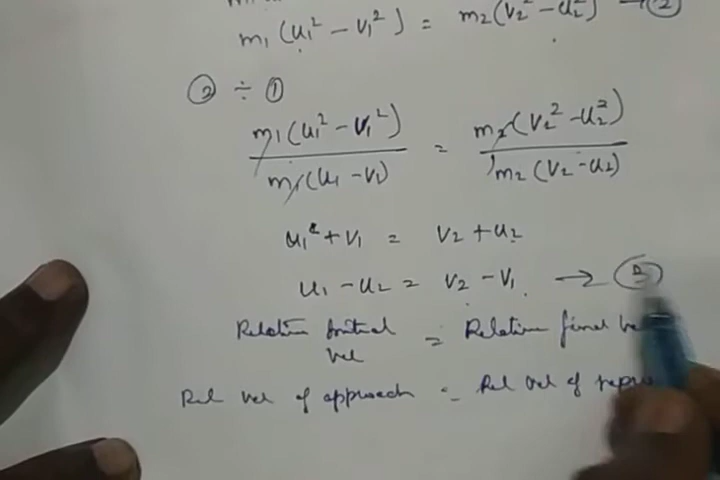 m₁(u₁² − v₁²) = m₂(v₂² − u₂²) → ②
② ÷ ①
m₁(u₁² − v₁²) / m₁(u₁ − v₁) = m₂(v₂² − u₂²) / m₂(v₂ − u₂)
u₁ + v₁ = v₂ + u₂
u₁ − u₂ = v₂ − v₁ → ③
Relative initial vel = Relative final
Rel vel of approach = Rel vel of